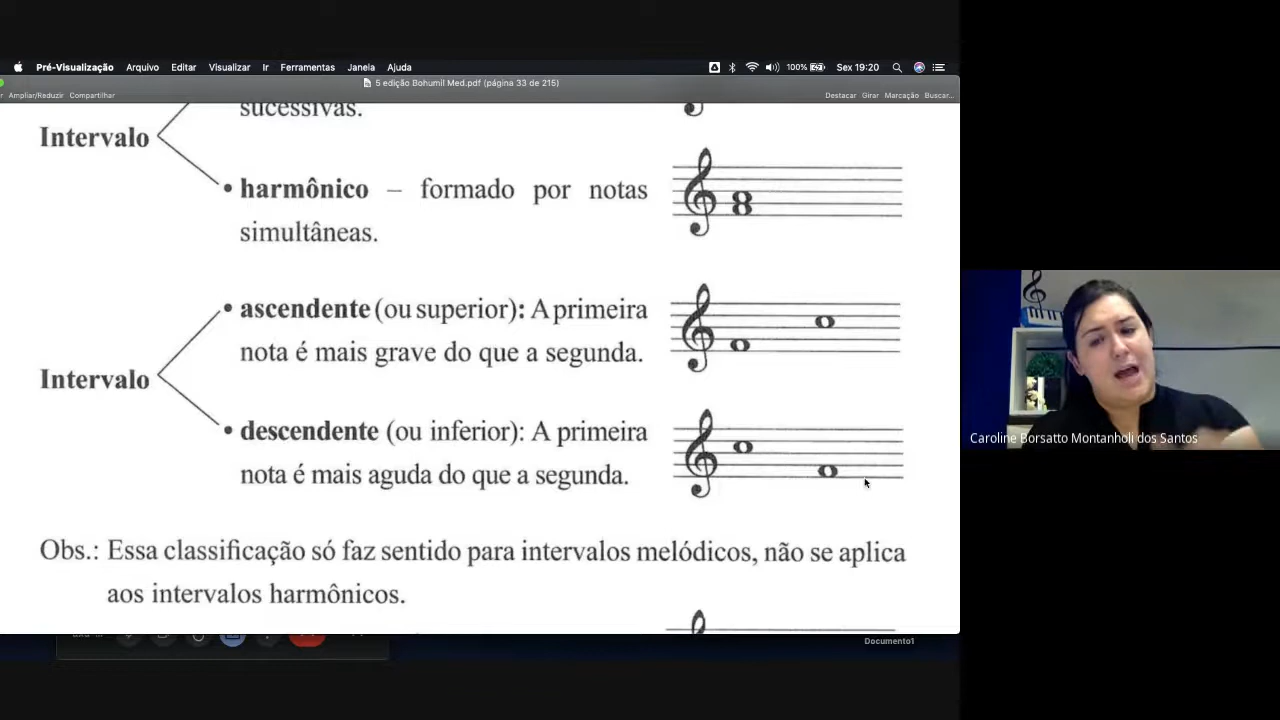 Pré-Visualização Arquivo Editar Visualizar Ir Ferramentas Janela Ajuda
100% Sex 19:20
5 edição Bohumil Med.pdf (página 33 de 215)
Ampliar/Reduzir Compartilhar
Destacar Girar Marcação Buscar...
sucessivas.
Intervalo
• harmônico – formado por notas
simultâneas.
• ascendente (ou superior): A primeira
nota é mais grave do que a segunda.
Intervalo
• descendente (ou inferior): A primeira
nota é mais aguda do que a segunda.
Obs.: Essa classificação só faz sentido para intervalos melódicos, não se aplica
aos intervalos harmônicos.
Caroline Borsatto Montanholi dos Santos
Documento1